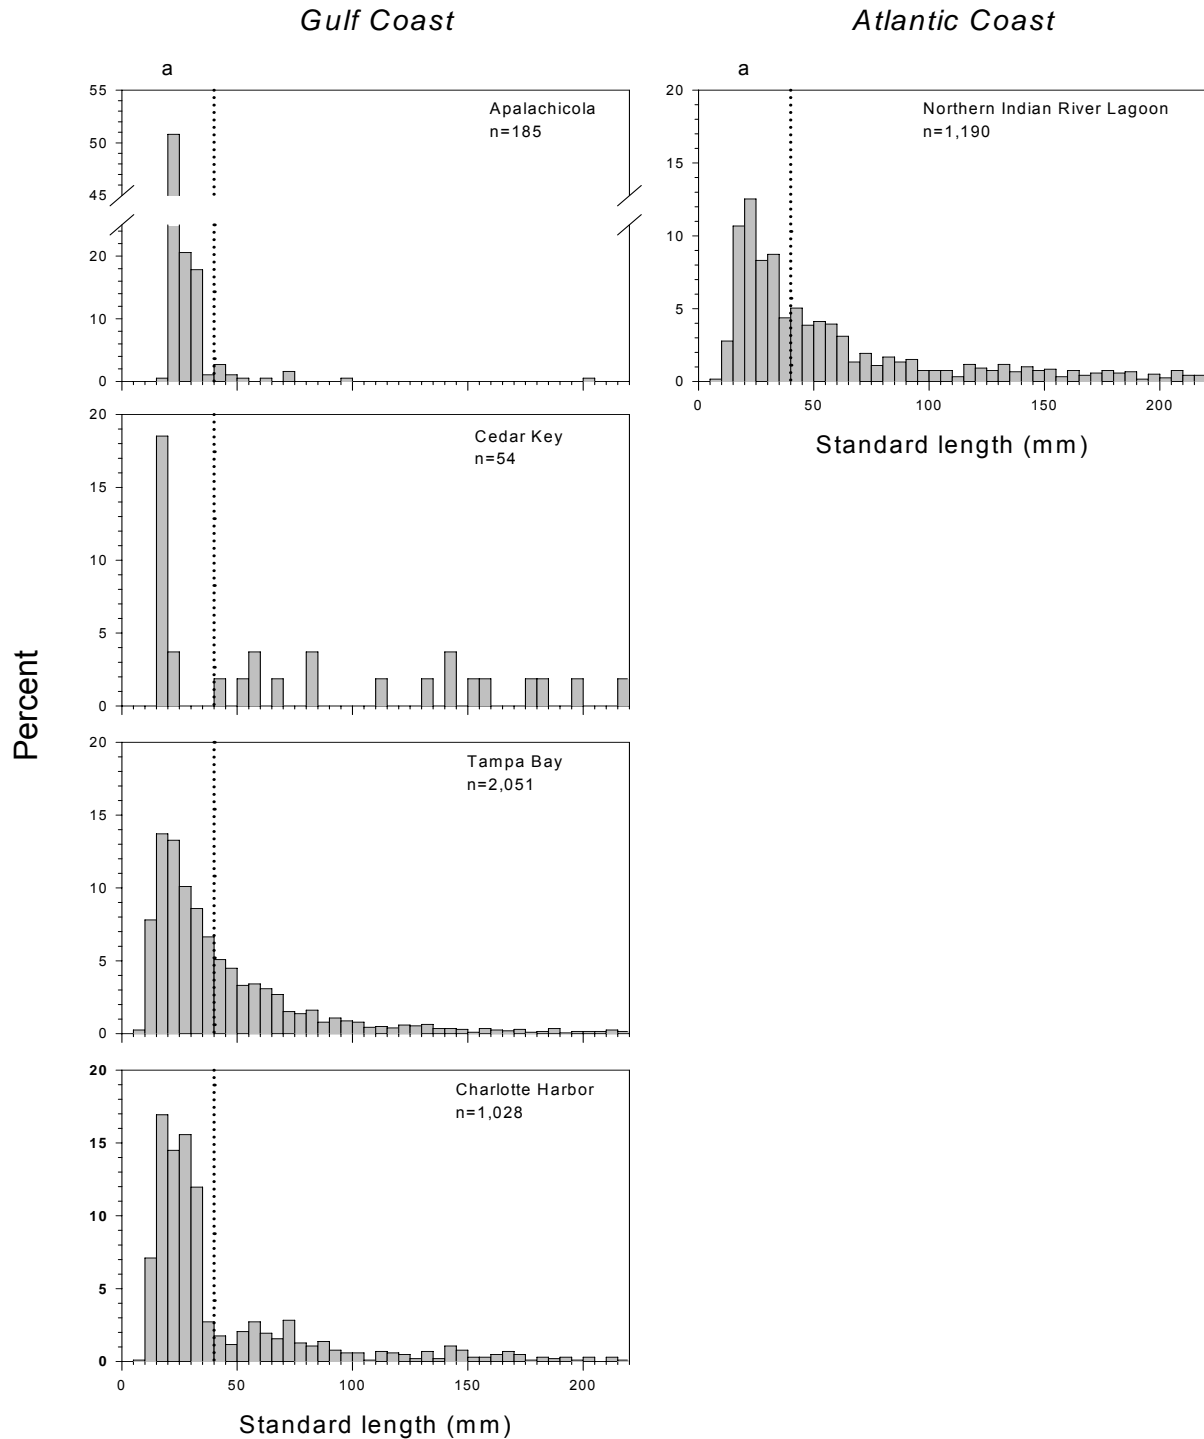 Gulf Coast
Atlantic Coast
a
a
55
50
45
20
10
0
Apalachicola
n=185
20
15
10
5
0
Northern Indian River Lagoon
n=1,190
0
50
100
150
200
Standard length (mm)
20
15
10
5
0
Cedar Key
n=54
Percent
20
15
10
5
0
Tampa Bay
n=2,051
20
15
10
5
0
Charlotte Harbor
n=1,028
0
50
100
150
200
Standard length (mm)